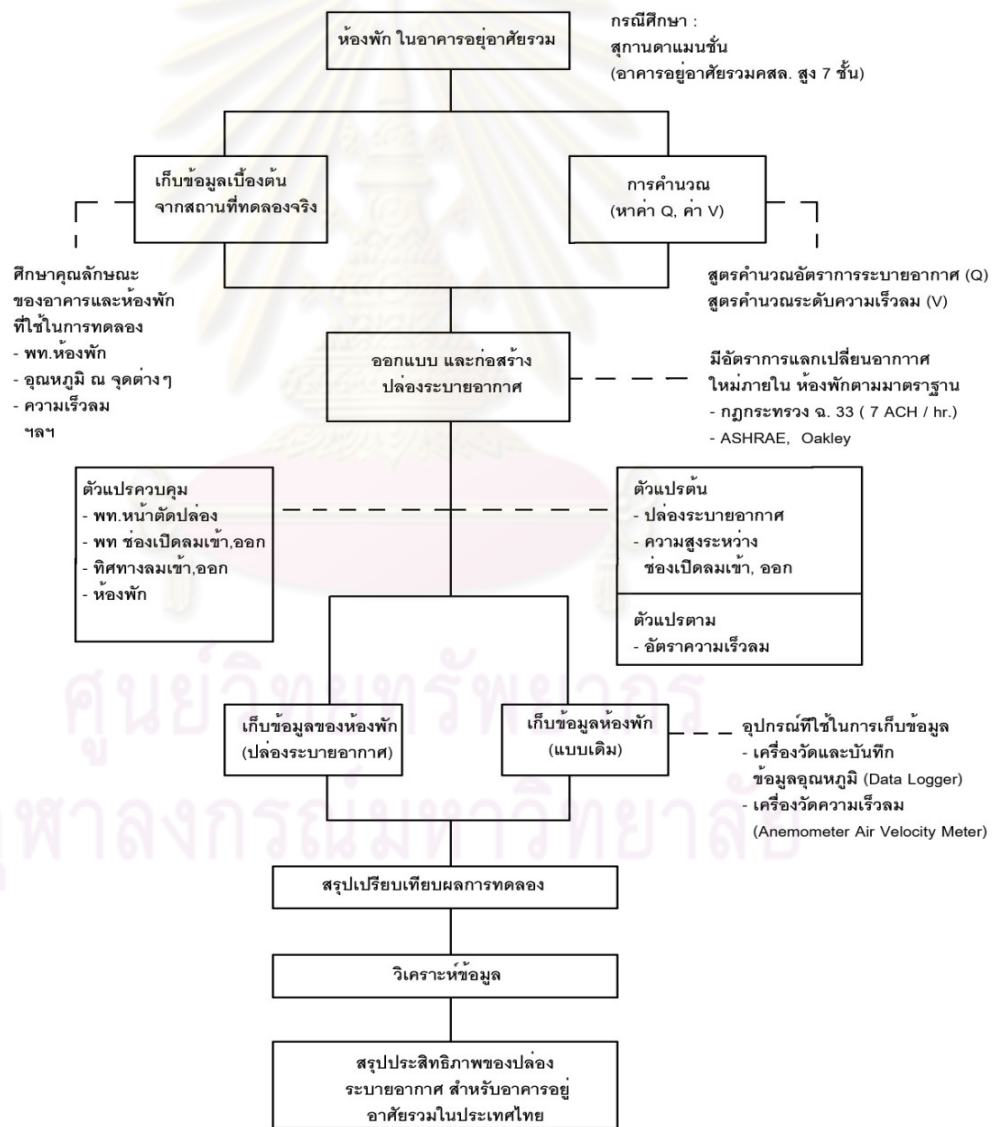 ห้องพัก ในอาคารอยู่อาศัยรวม
กรณีศึกษา :
สุกานดาแมนชั่น
(อาคารอยู่อาศัยรวมคสล. สูง 7 ชั้น)
เก็บข้อมูลเบื้องต้น
จากสถานที่ทดลองจริง
การคำนวณ
(หาค่า Q, ค่า V)
ศึกษาคุณลักษณะ
ของอาคารและห้องพัก
ที่ใช้ในการทดลอง
- พท.ห้องพัก
- อุณหภูมิ ณ จุดต่างๆ
- ความเร็วลม
ฯลฯ
สูตรคำนวณอัตราการระบายอากาศ (Q)
สูตรคำนวณระดับความเร็วลม (V)
ออกแบบ และก่อสร้าง
ปล่องระบายอากาศ
มีอัตราการแลกเปลี่ยนอากาาศ
ใหม่ภายใน ห้องพักตามมาตราฐาน
- กฎกระทรวง ฉ. 33 ( 7 ACH / hr.)
- ASHRAE, Oakley
ตัวแปรควบคุม
- พท.หน้าตัดปล่อง
- พท ช่องเปิดลมเข้า,ออก
- ทิศทางลมเข้า,ออก
- ห้องพัก
ตัวแปรต้น
- ปล่องระบายอากาศ
- ความสูงระหว่าง
ช่องเปิดลมเข้า, ออก
ตัวแปรตาม
- อัตราความเร็วลม
เก็บข้อมูลของห้องพัก
(ปล่องระบายอากาศ)
เก็บข้อมูลห้องพัก
(แบบเดิม)
อุปกรณ์ที่ใช้ในการเก็บข้อมูล
- เครื่องวัดและบันทึก
ข้อมูลอุณหภูมิ (Data Logger)
- เครื่องวัดความเร็วลม
(Anemometer Air Velocity Meter)
สรุปเปรียบเทียบผลการทดลอง
วิเคราะห์ข้อมูล
สรุปประสิทธิภาพของปล่อง
ระบายอากาศ สำหรับอาคารอยู่
อาศัยรวมในประเทศไทย
ศูนย์วิทยทรัพยากร
จุฬาลงกรณ์มหาวิทยาลัย